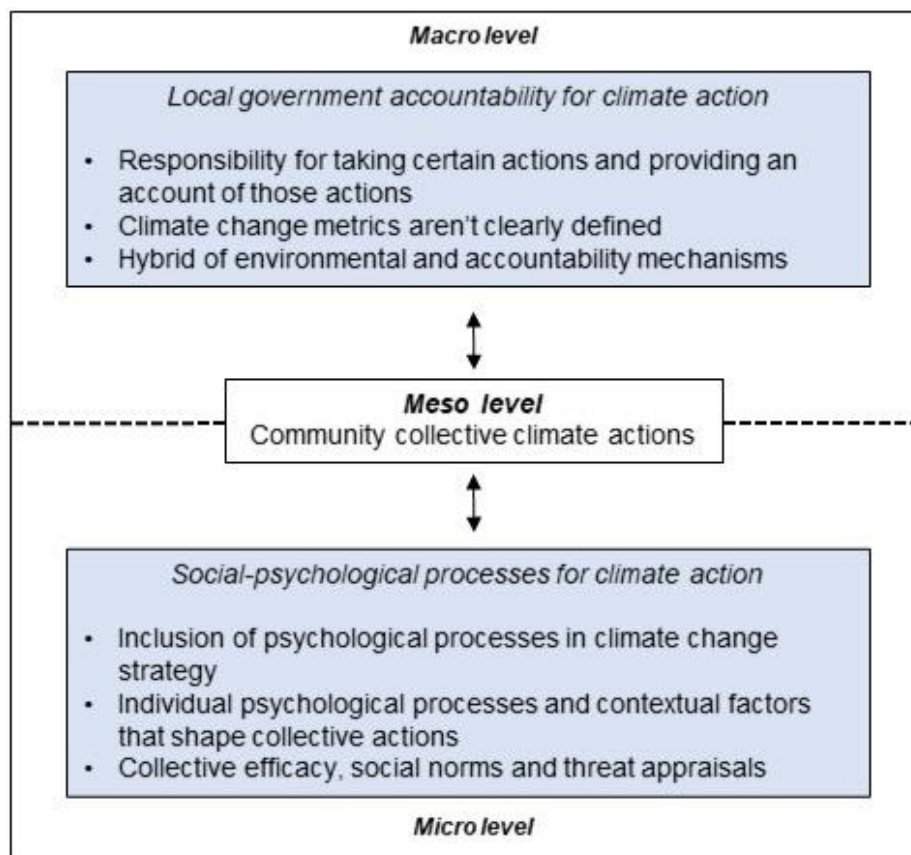 Macro level
Local government accountability for climate action
• Responsibility for taking certain actions and providing an
account of those actions
• Climate change metrics aren't clearly defined
• Hybrid of environmental and accountability mechanisms
Meso level
Community collective climate actions
Social-psychological processes for climate action
• Inclusion of psychological processes in climate change
strategy
• Individual psychological processes and contextual factors
that shape collective actions
• Collective efficacy, social norms and threat appraisals
Micro level